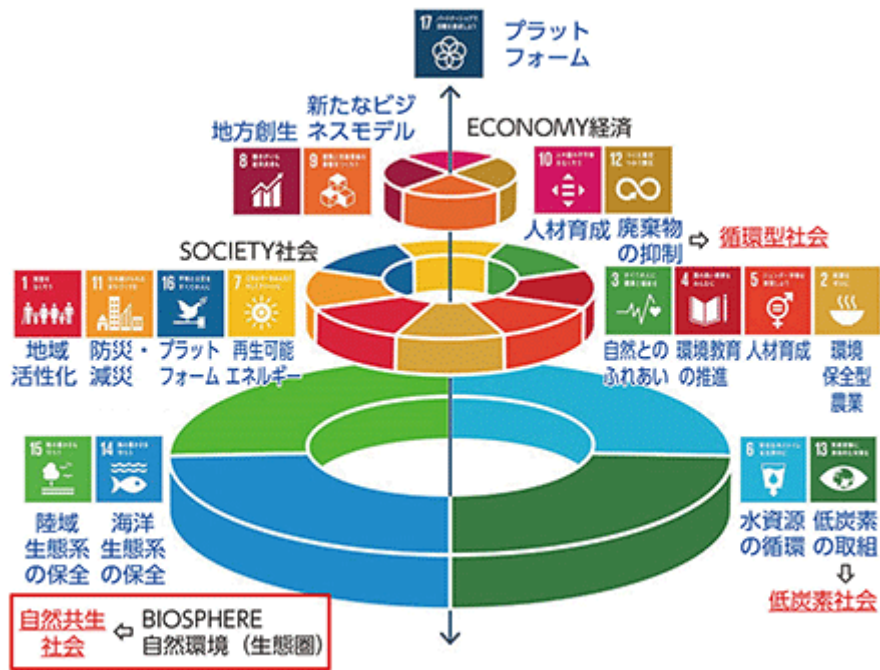 17
プラット
フォーム
地方創生
新たなビジ
ネスモデル
ECONOMY経済
8
9
10
12
人材育成
廃棄物
の抑制
⇨
循環型社会
SOCIETY社会
1
11
16
7
地域
活性化
防災・
減災
プラット
フォーム
再生可能
エネルギー
3
4
5
2
自然との
ふれあい
環境教育
の推進
人材育成
環境
保全型
農業
15
14
陸域
生態系
の保全
海洋
生態系
の保全
6
13
水資源
の循環
低炭素
の取組
低炭素社会
自然共生
社会
BIOSPHERE
自然環境（生態圏）